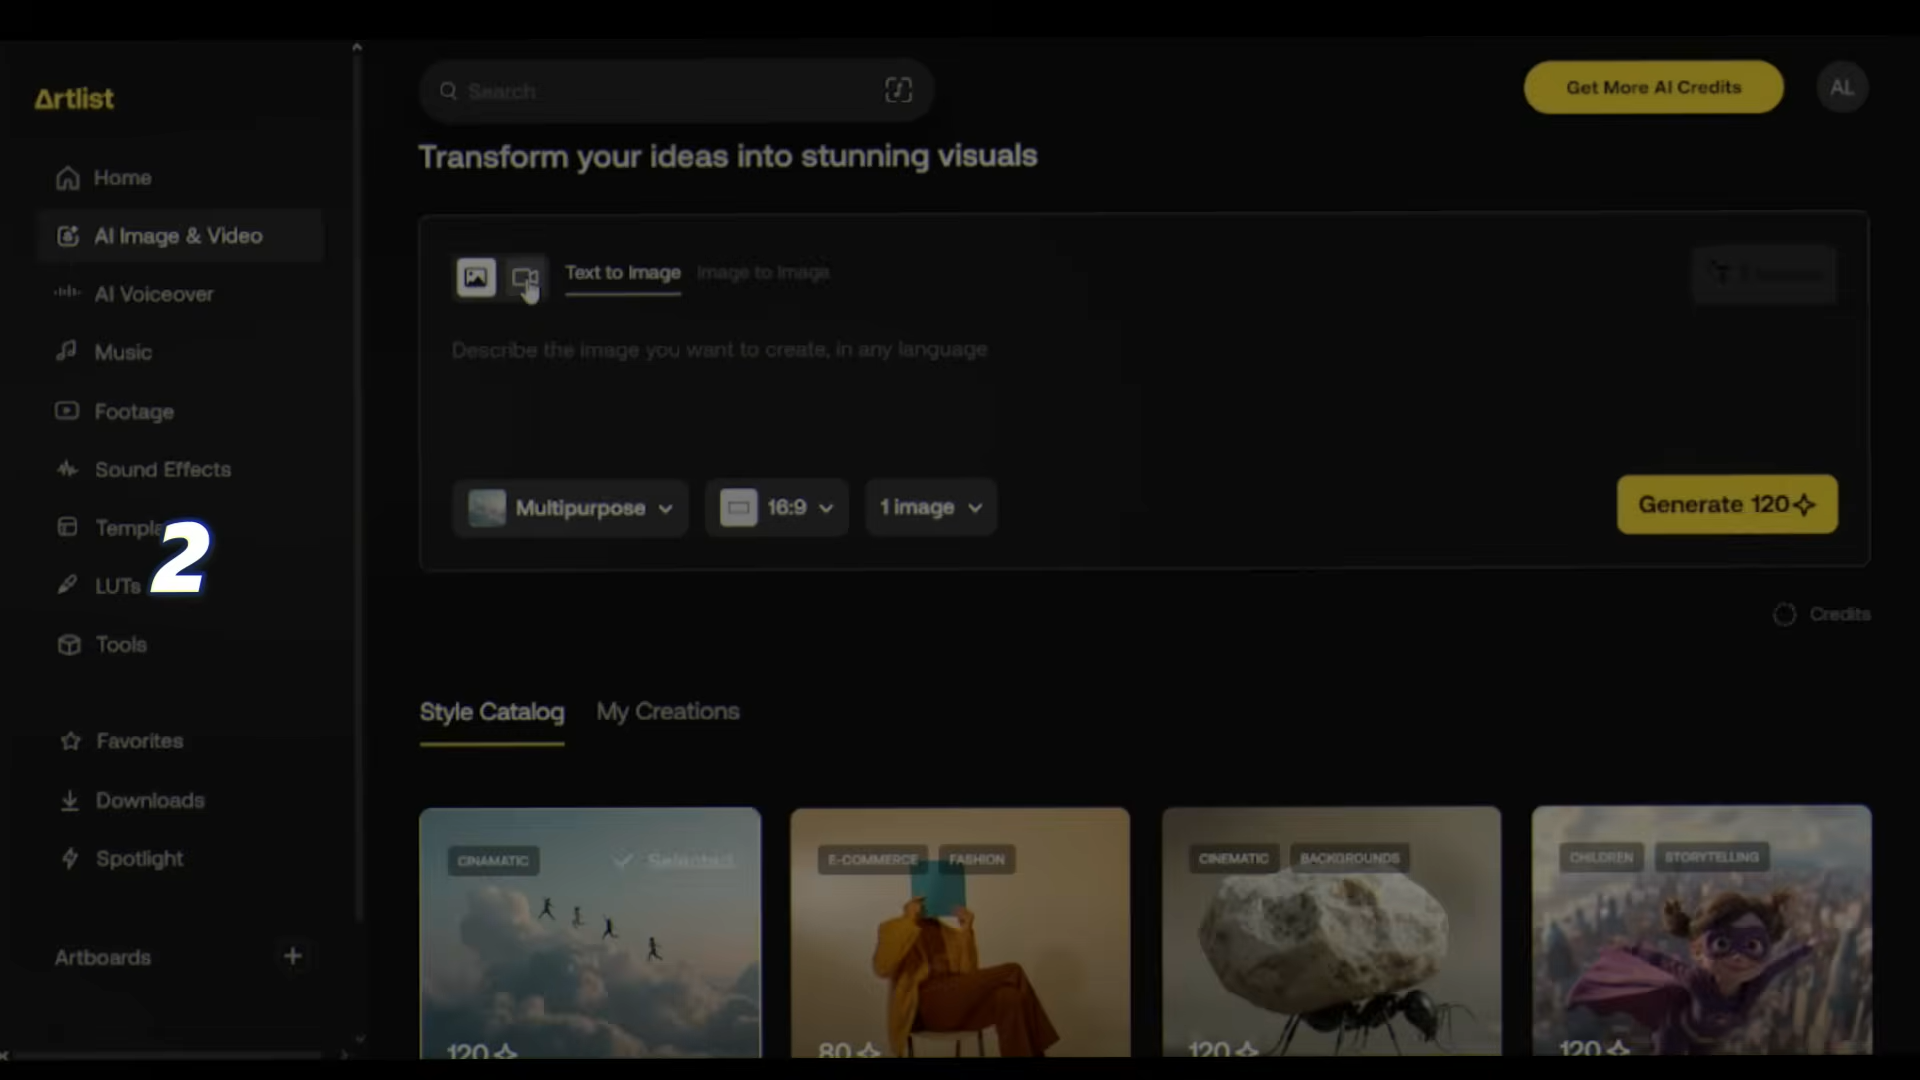 Artlist
Search
Get More AI Credits
AL
Home
AI Image & Video
AI Voiceover
Music
Footage
Sound Effects
Templa
LUTs
Tools
2
Favorites
Downloads
Spotlight
Artboards
Transform your ideas into stunning visuals
Text to Image Image to Image
Describe the image you want to create, in any language
Multipurpose 16:9 1 image
Generate 120
Credits
Style Catalog My Creations
CINAMATIC Selected
E-COMMERCE FASHION
CINEMATIC BACKGROUNDS
CHILDREN STORYTELLING
120
80
120
120